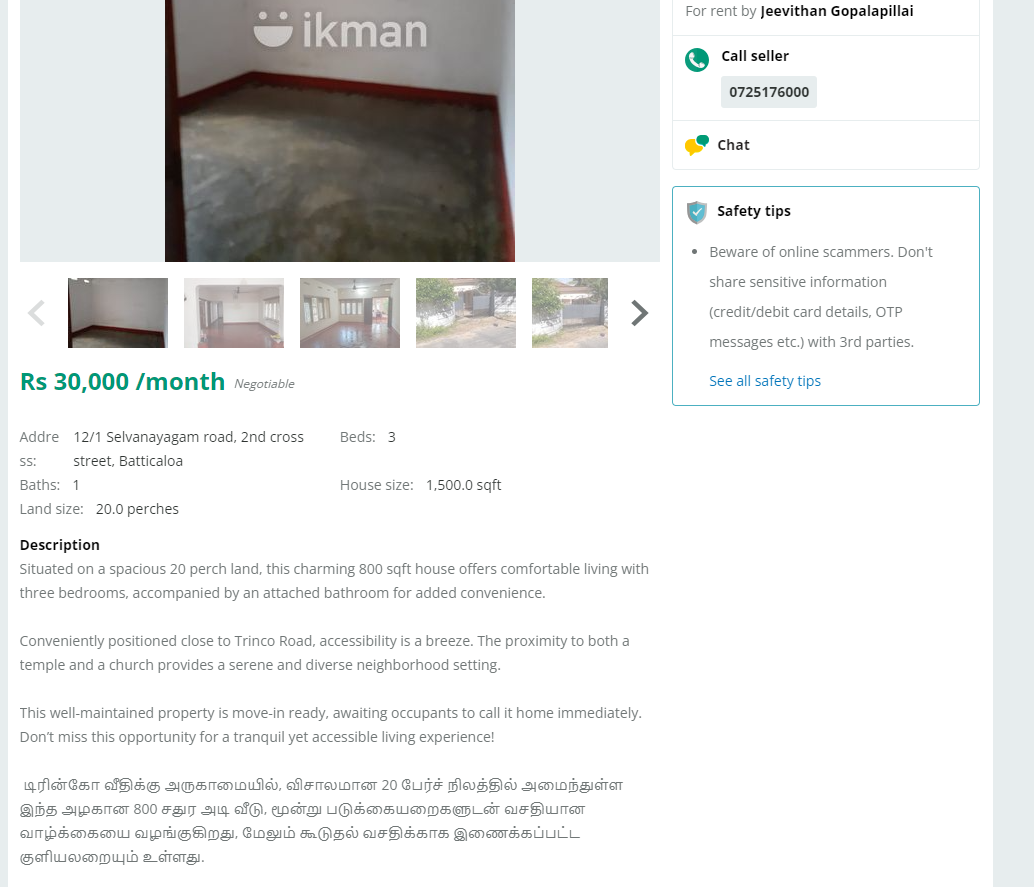 ikman
For rent by Jeevithan Gopalapillai
Call seller
0725176000
Chat
Safety tips
Beware of online scammers. Don't
share sensitive information
(credit/debit card details, OTP
messages etc.) with 3rd parties.
See all safety tips
Rs 30,000 /month Negotiable
Addre 12/1 Selvanayagam road, 2nd cross Beds: 3
ss: street, Batticaloa
Baths: 1 House size: 1,500.0 sqft
Land size: 20.0 perches
Description
Situated on a spacious 20 perch land, this charming 800 sqft house offers comfortable living with
three bedrooms, accompanied by an attached bathroom for added convenience.
Conveniently positioned close to Trinco Road, accessibility is a breeze. The proximity to both a
temple and a church provides a serene and diverse neighborhood setting.
This well-maintained property is move-in ready, awaiting occupants to call it home immediately.
Don’t miss this opportunity for a tranquil yet accessible living experience!
டிரின்கோ வீதிக்கு அருகாமையில், விசாலமான 20 பேர்ச் நிலத்தில் அமைந்துள்ள
இந்த அழகான 800 சதுர அடி வீடு, மூன்று படுக்கையறைகளுடன் வசதியான
வாழ்க்கையை வழங்குகிறது, மேலும் கூடுதல் வசதிக்காக இணைக்கப்பட்ட
குளியலறையும் உள்ளது.